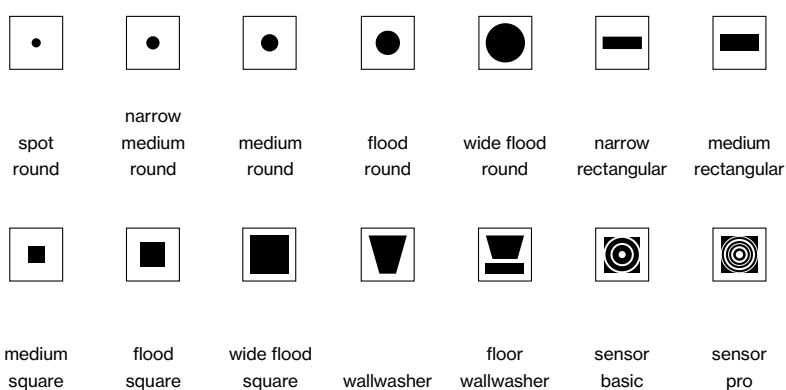 spot
round
narrow
medium
round
medium
round
flood
round
wide flood
round
narrow
rectangular
medium
rectangular
medium
square
flood
square
wide flood
square
wallwasher
floor
wallwasher
sensor
basic
sensor
pro